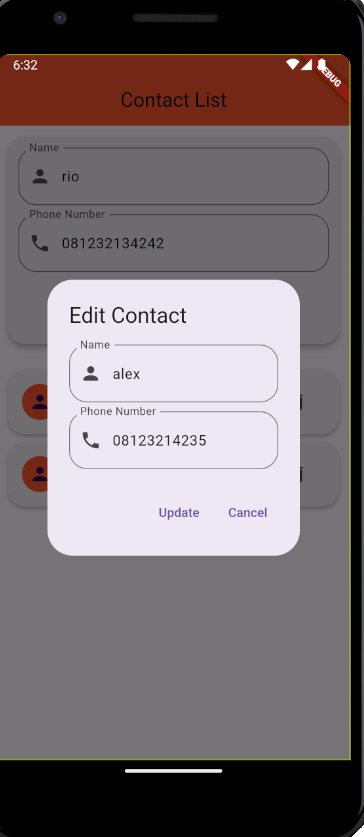 6:32
DEBUG
Contact List
Name
rio
Phone Number
081232134242
Edit Contact
Name
alex
Phone Number
08123214235
Update
Cancel